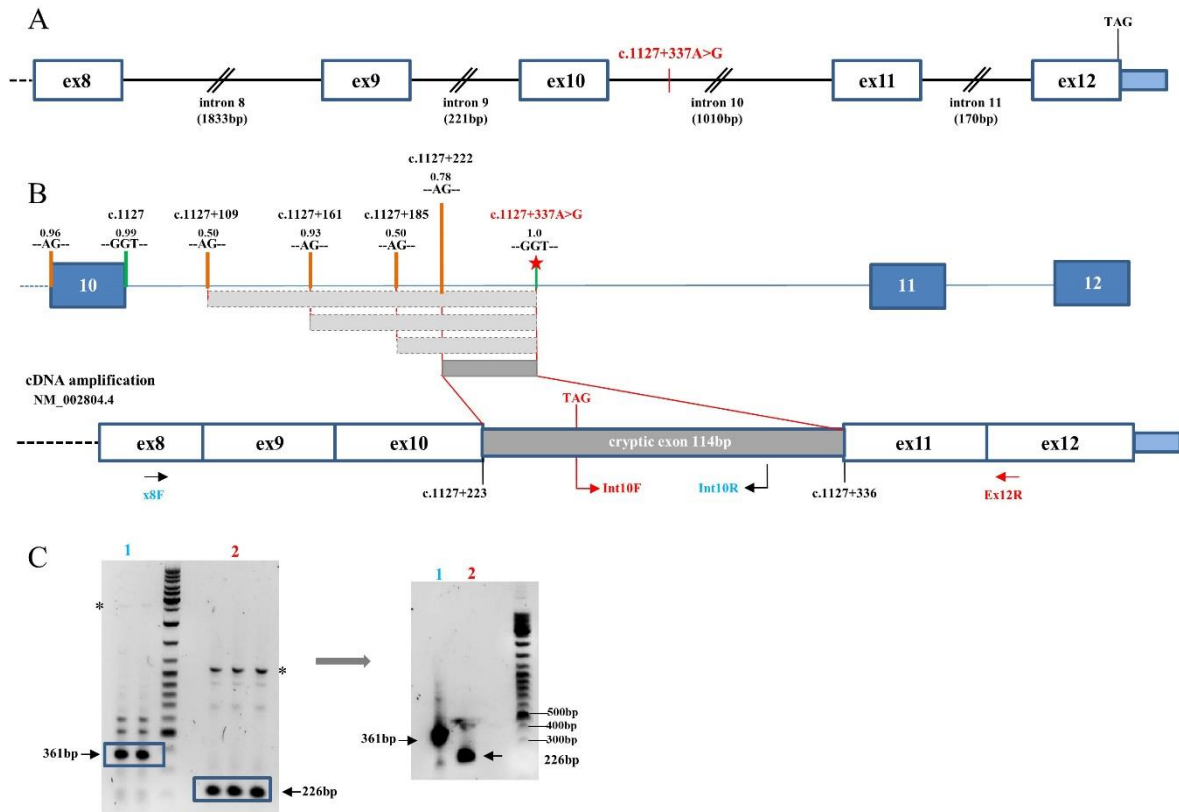 A
TAG
c.1127+337A>G
ex8
ex9
ex10
ex11
ex12
intron 8
(1833bp)
intron 9
(221bp)
intron 10
(1010bp)
intron 11
(170bp)
B
c.1127+222
0.78
--AG--
c.1127
c.1127+109
c.1127+161
c.1127+185
c.1127+337A>G
0.96
0.99
0.50
0.93
0.50
1.0
--AG--
--GGT--
--AG--
--AG--
--AG--
--GGT--
10
11
12
cDNA amplification
NM_002804.4
TAG
ex8
ex9
ex10
cryptic exon 114bp
ex11
ex12
x8F
c.1127+223
Int10F
Int10R
c.1127+336
Ex12R
C
1
2
*
*
361bp
226bp
1
2
500bp
400bp
300bp
361bp
226bp